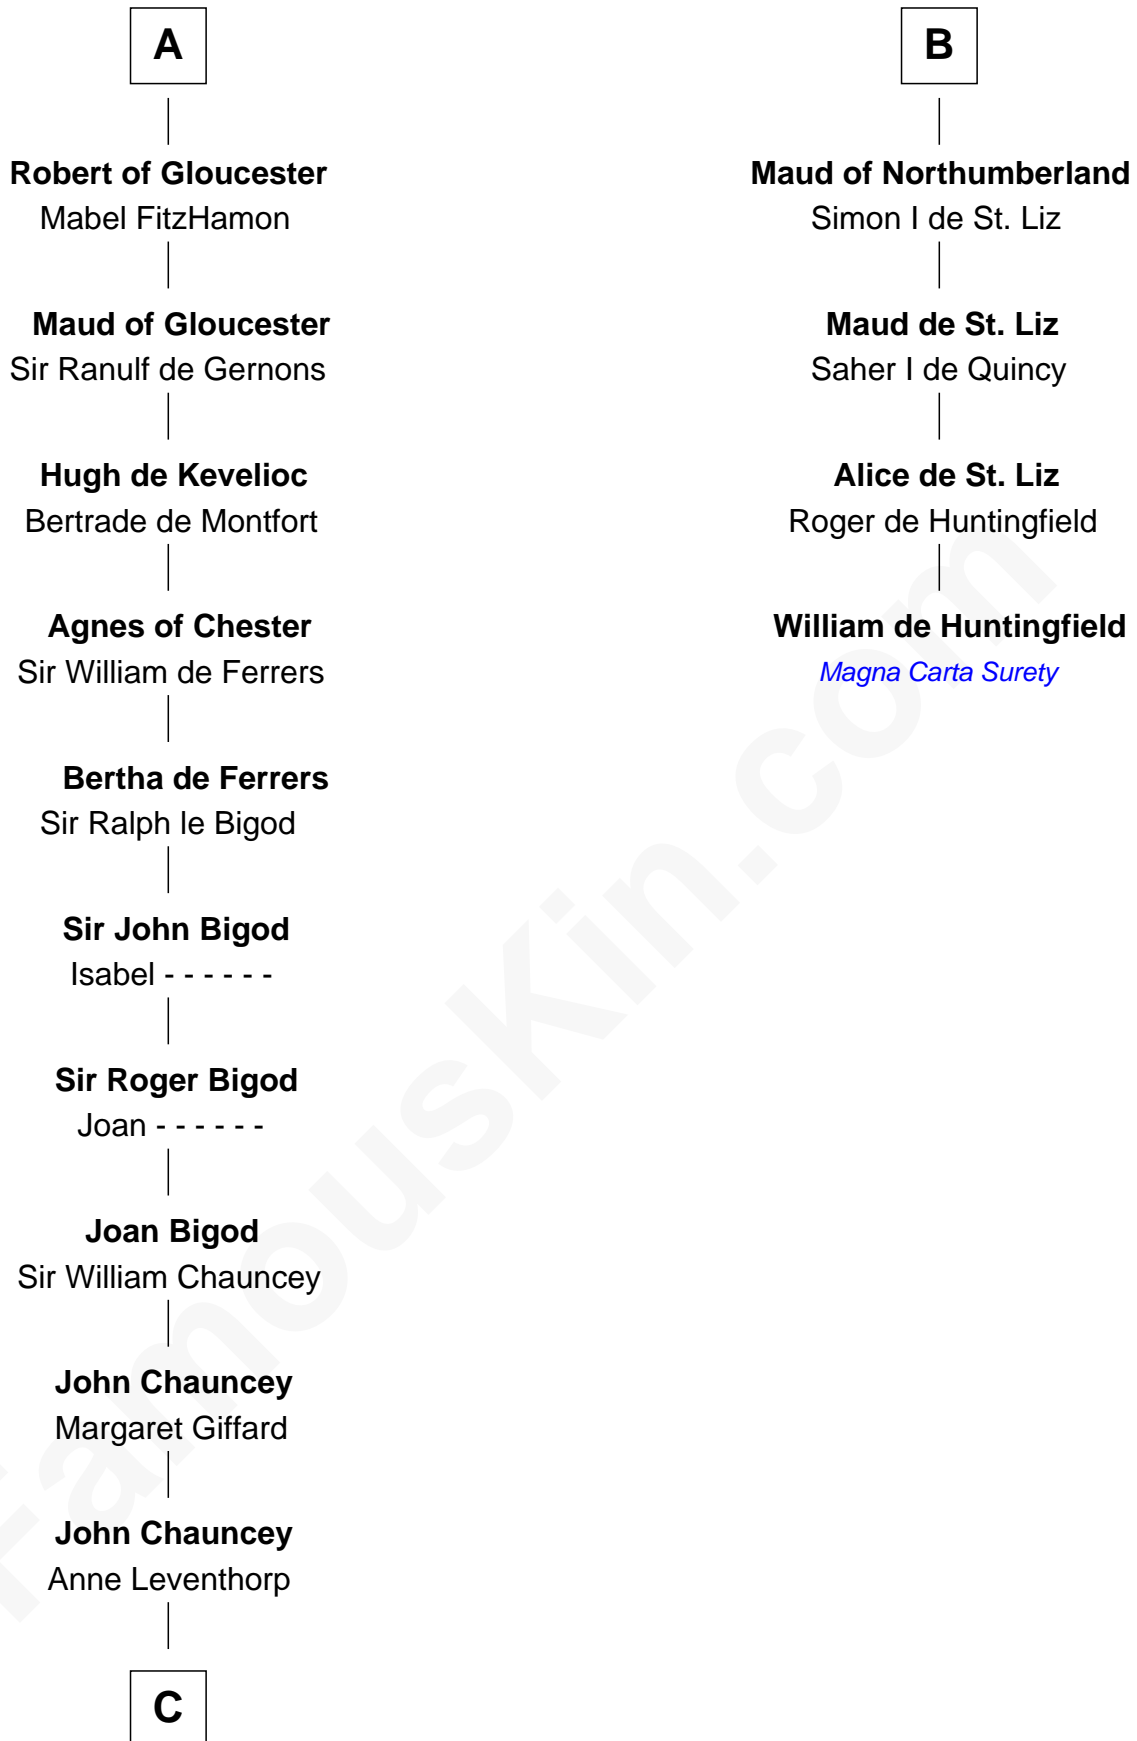 A
Robert of Gloucester
Mabel FitzHamon
Maud of Gloucester
Sir Ranulf de Gernons
Hugh de Kevelioc
Bertrade de Montfort
Agnes of Chester
Sir William de Ferrers
Bertha de Ferrers
Sir Ralph le Bigod
Sir John Bigod
Isabel - - - - - -
Sir Roger Bigod
Joan - - - - - -
Joan Bigod
Sir William Chauncey
John Chauncey
Margaret Giffard
John Chauncey
Anne Leventhorp
C
B
Maud of Northumberland
Simon I de St. Liz
Maud de St. Liz
Saher I de Quincy
Alice de St. Liz
Roger de Huntingfield
William de Huntingfield
Magna Carta Surety
FamousKin.com